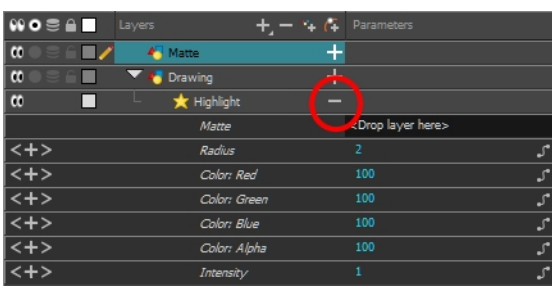 Layers Parameters
Matte
Drawing
Highlight
Matte <Drop layer here>
Radius 2
Color: Red 100
Color: Green 100
Color: Blue 100
Color: Alpha 100
Intensity 1